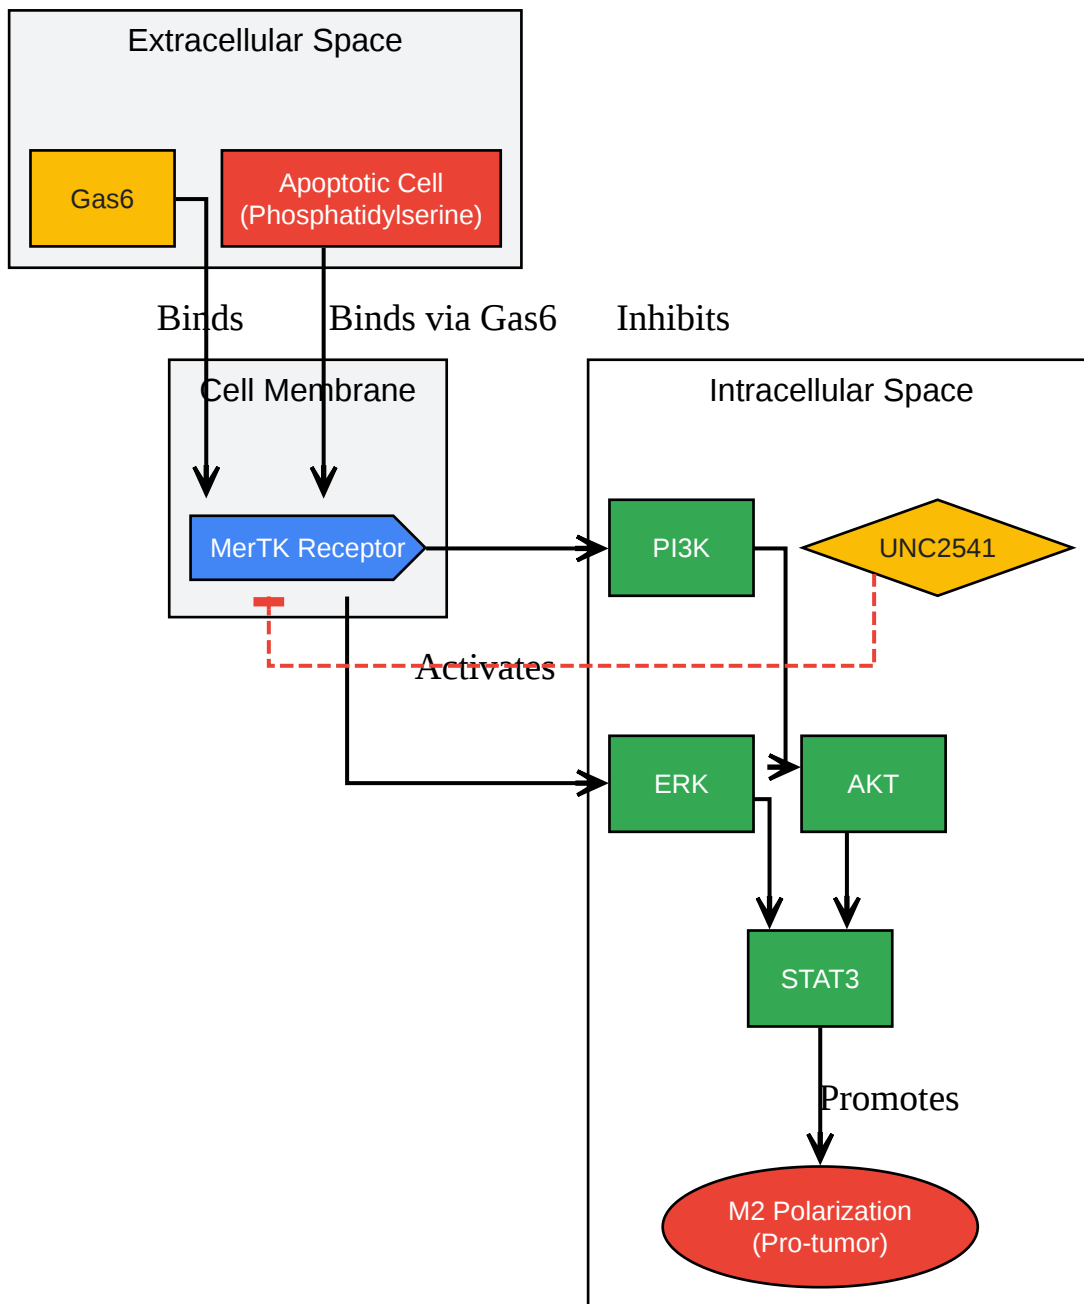 Extracellular Space
Gas6
Apoptotic Cell
(Phosphatidylserine)
Binds
Binds via Gas6
Inhibits
Cell Membrane
Intracellular Space
MerTK Receptor
PI3K
UNC2541
Activates
ERK
AKT
STAT3
Promotes
M2 Polarization
(Pro-tumor)